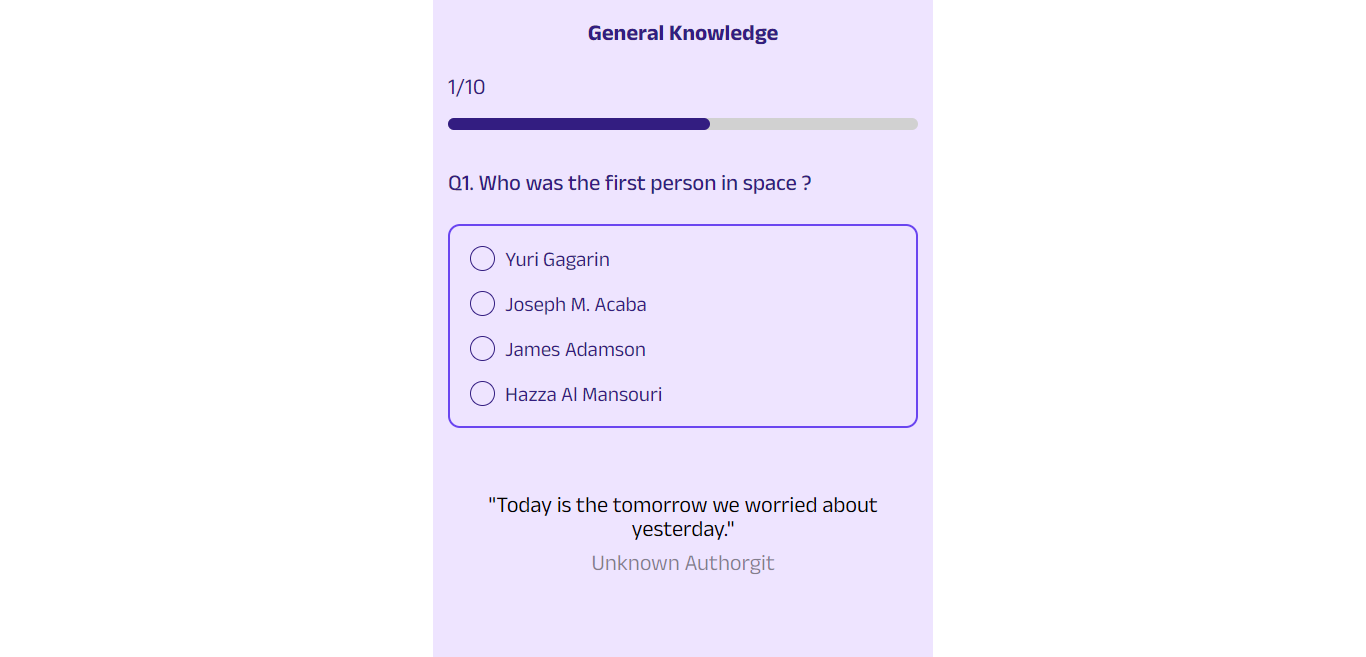 General Knowledge
1/10
Q1. Who was the first person in space ?
Yuri Gagarin
Joseph M. Acaba
James Adamson
Hazza Al Mansouri
"Today is the tomorrow we worried about
yesterday."
Unknown Authorgit